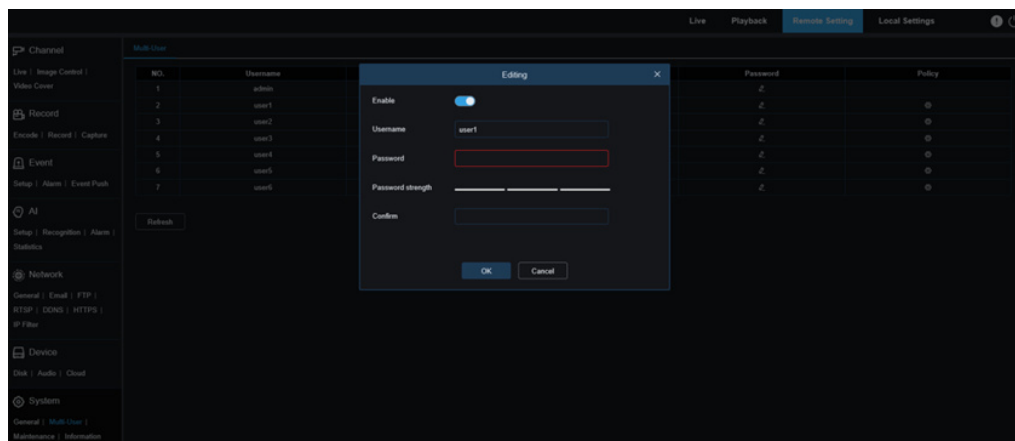 Live Playback Remote Setting Local Settings
Channel
Live | Image Control |
Video Cover
Record
Encode | Record | Capture
Event
Setup | Alarm | Event Push
AI
Setup | Recognition | Alarm |
Statistics
Network
General | Email | FTP |
RTSP | DDNS | HTTPS |
IP Filter
Device
Disk | Audio | Cloud
System
General | Multi-User |
Maintenance | Information
Multi-User
NO. Username Password Policy
1 admin
2 user1
3 user2
4 user3
5 user4
6 user5
7 user6
Refresh
Editing
Enable
Username user1
Password
Password strength
Confirm
OK Cancel